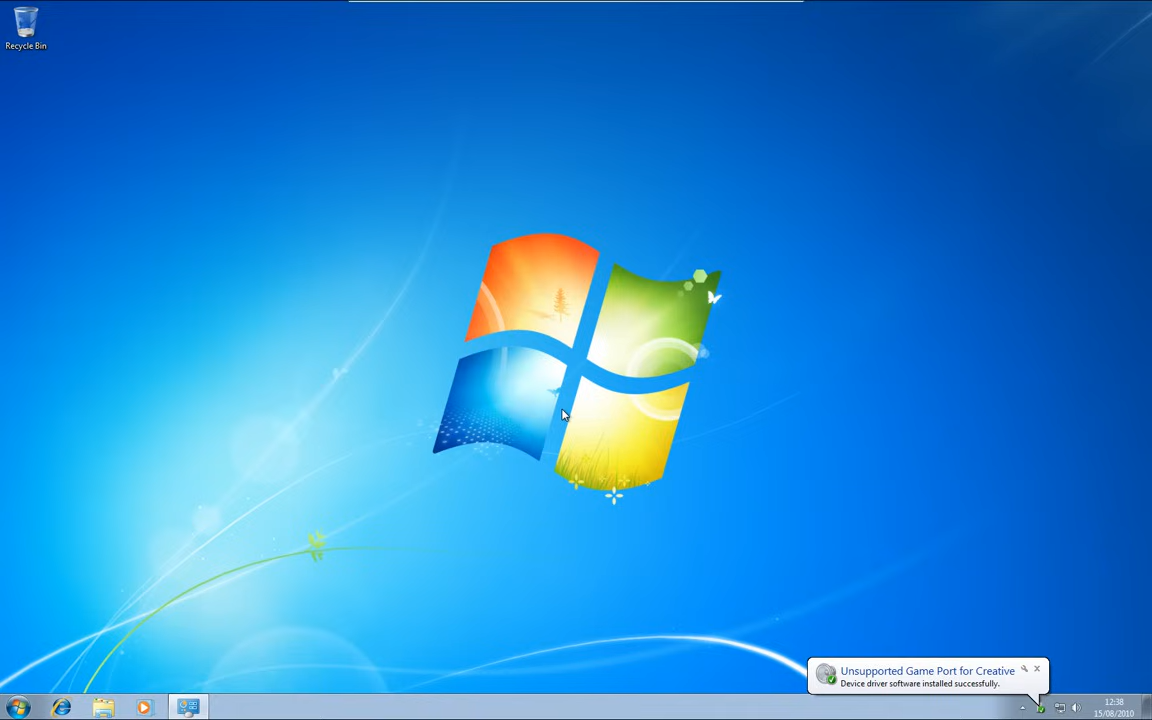 Recycle Bin
Unsupported Game Port for Creative
Device driver software installed successfully.
12:38
15/08/2010